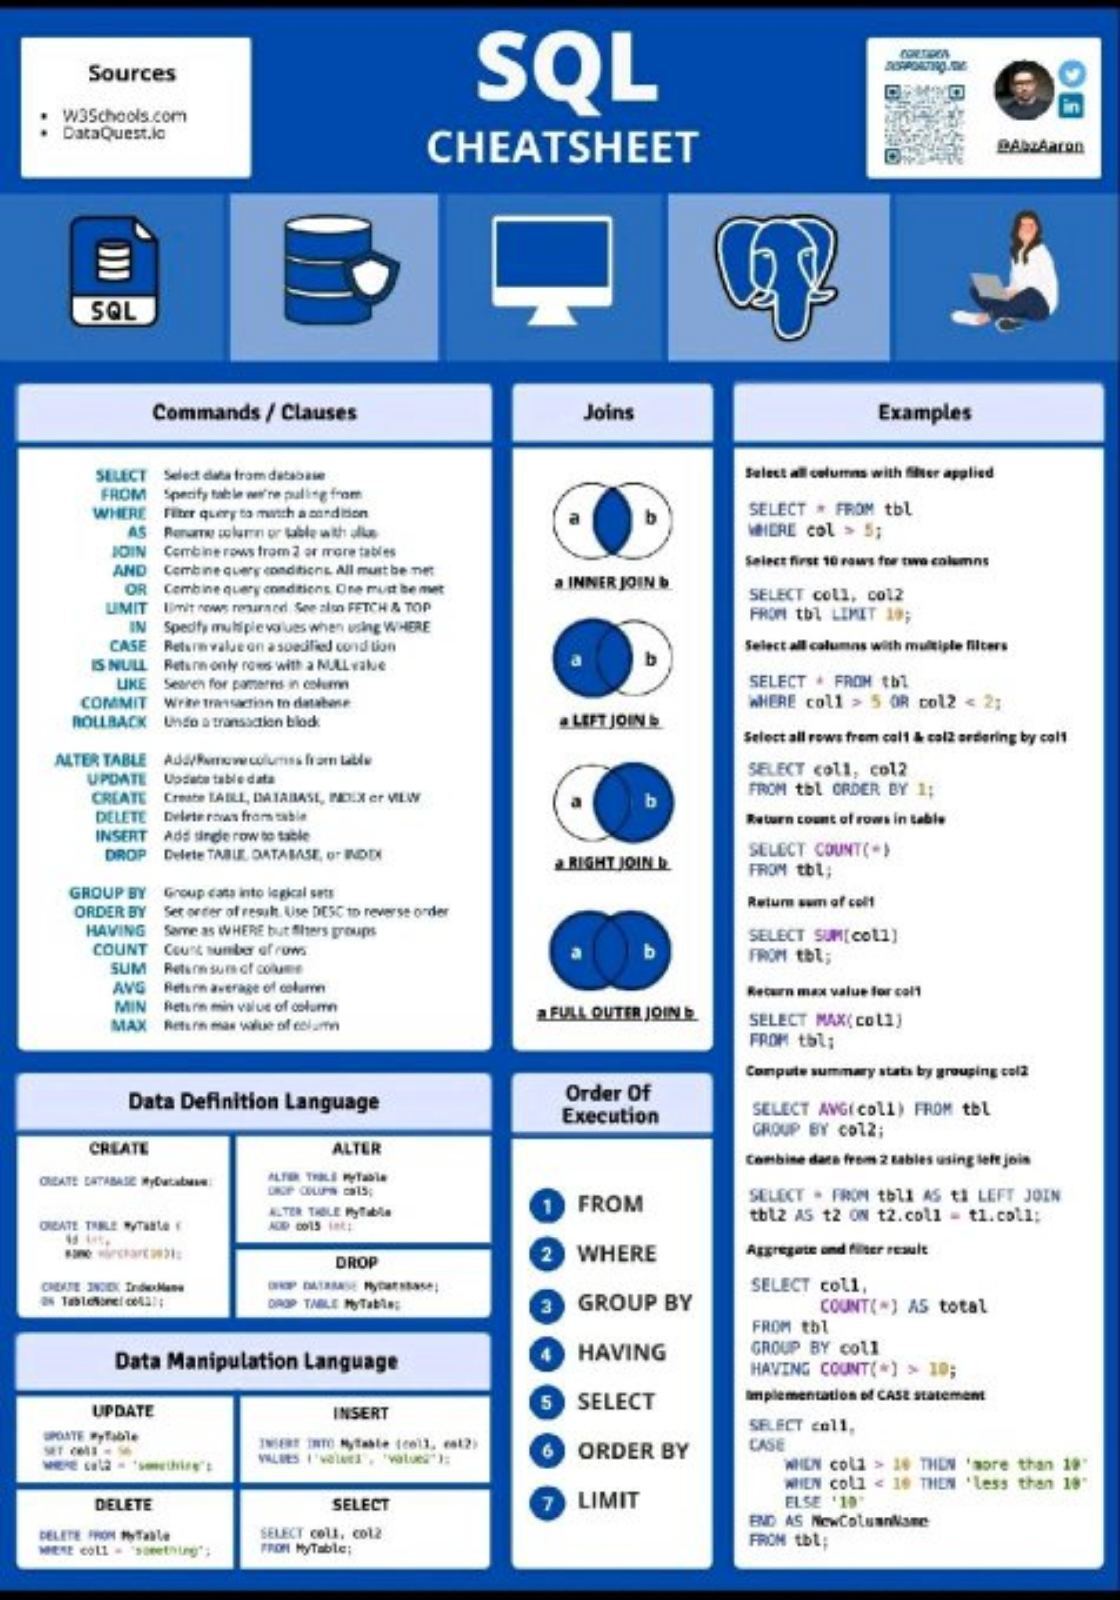 Sources
• W3Schools.com
• DataQuest.io
SQL
CHEATSHEET
CONSIDER
SUPPORTING ME
@AbzAaron
SQL
Commands / Clauses
SELECT Select data from database
FROM Specify table we're pulling from
WHERE Filter query to match a condition
AS Rename column or table with alias
JOIN Combine rows from 2 or more tables
AND Combine query conditions. All must be met
OR Combine query conditions. One must be met
LIMIT Limit rows returned. See also FETCH & TOP
IN Specify multiple values when using WHERE
CASE Return value on a specified condition
IS NULL Return only rows with a NULL value
LIKE Search for patterns in column
COMMIT Write transaction to database
ROLLBACK Undo a transaction block
ALTER TABLE Add/Remove columns from table
UPDATE Update table data
CREATE Create TABLE, DATABASE, INDEX or VIEW
DELETE Delete rows from table
INSERT Add single row to table
DROP Delete TABLE, DATABASE, or INDEX
GROUP BY Group data into logical sets
ORDER BY Set order of result. Use DESC to reverse order
HAVING Same as WHERE but filters groups
COUNT Count number of rows
SUM Return sum of column
AVG Return average of column
MIN Return min value of column
MAX Return max value of column
Joins
a b
a INNER JOIN b
a b
a LEFT JOIN b
a b
a RIGHT JOIN b
a b
a FULL OUTER JOIN b
Examples
Select all columns with filter applied
SELECT * FROM tbl
WHERE col > 5;
Select first 10 rows for two columns
SELECT col1, col2
FROM tbl LIMIT 10;
Select all columns with multiple filters
SELECT * FROM tbl
WHERE col1 > 5 OR col2 < 2;
Select all rows from col1 & col2 ordering by col1
SELECT col1, col2
FROM tbl ORDER BY 1;
Return count of rows in table
SELECT COUNT(*)
FROM tbl;
Return sum of col1
SELECT SUM(col1)
FROM tbl;
Return max value for col1
SELECT MAX(col1)
FROM tbl;
Compute summary stats by grouping col2
SELECT AVG(col1) FROM tbl
GROUP BY col2;
Combine data from 2 tables using left join
SELECT * FROM tbl1 AS t1 LEFT JOIN
tbl2 AS t2 ON t2.col1 = t1.col1;
Aggregate and filter result
SELECT col1,
COUNT(*) AS total
FROM tbl
GROUP BY col1
HAVING COUNT(*) > 10;
Implementation of CASE statement
SELECT col1,
CASE
WHEN col1 > 10 THEN 'more than 10'
WHEN col1 < 10 THEN 'less than 10'
ELSE '10'
END AS NewColumnName
FROM tbl;
Data Definition Language
CREATE
CREATE DATABASE MyDatabase;
CREATE TABLE MyTable (
id int,
name varchar(10));
CREATE INDEX IndexName
ON TableName(col1);
ALTER
ALTER TABLE MyTable
DROP COLUMN col5;
ALTER TABLE MyTable
ADD col5 int;
DROP
DROP DATABASE MyDatabase;
DROP TABLE MyTable;
Data Manipulation Language
UPDATE
UPDATE MyTable
SET col1 = 56
WHERE col2 = 'something';
INSERT
INSERT INTO MyTable (col1, col2)
VALUES ('value1', 'value2');
DELETE
DELETE FROM MyTable
WHERE col1 = 'something';
SELECT
SELECT col1, col2
FROM MyTable;
Order Of
Execution
1 FROM
2 WHERE
3 GROUP BY
4 HAVING
5 SELECT
6 ORDER BY
7 LIMIT